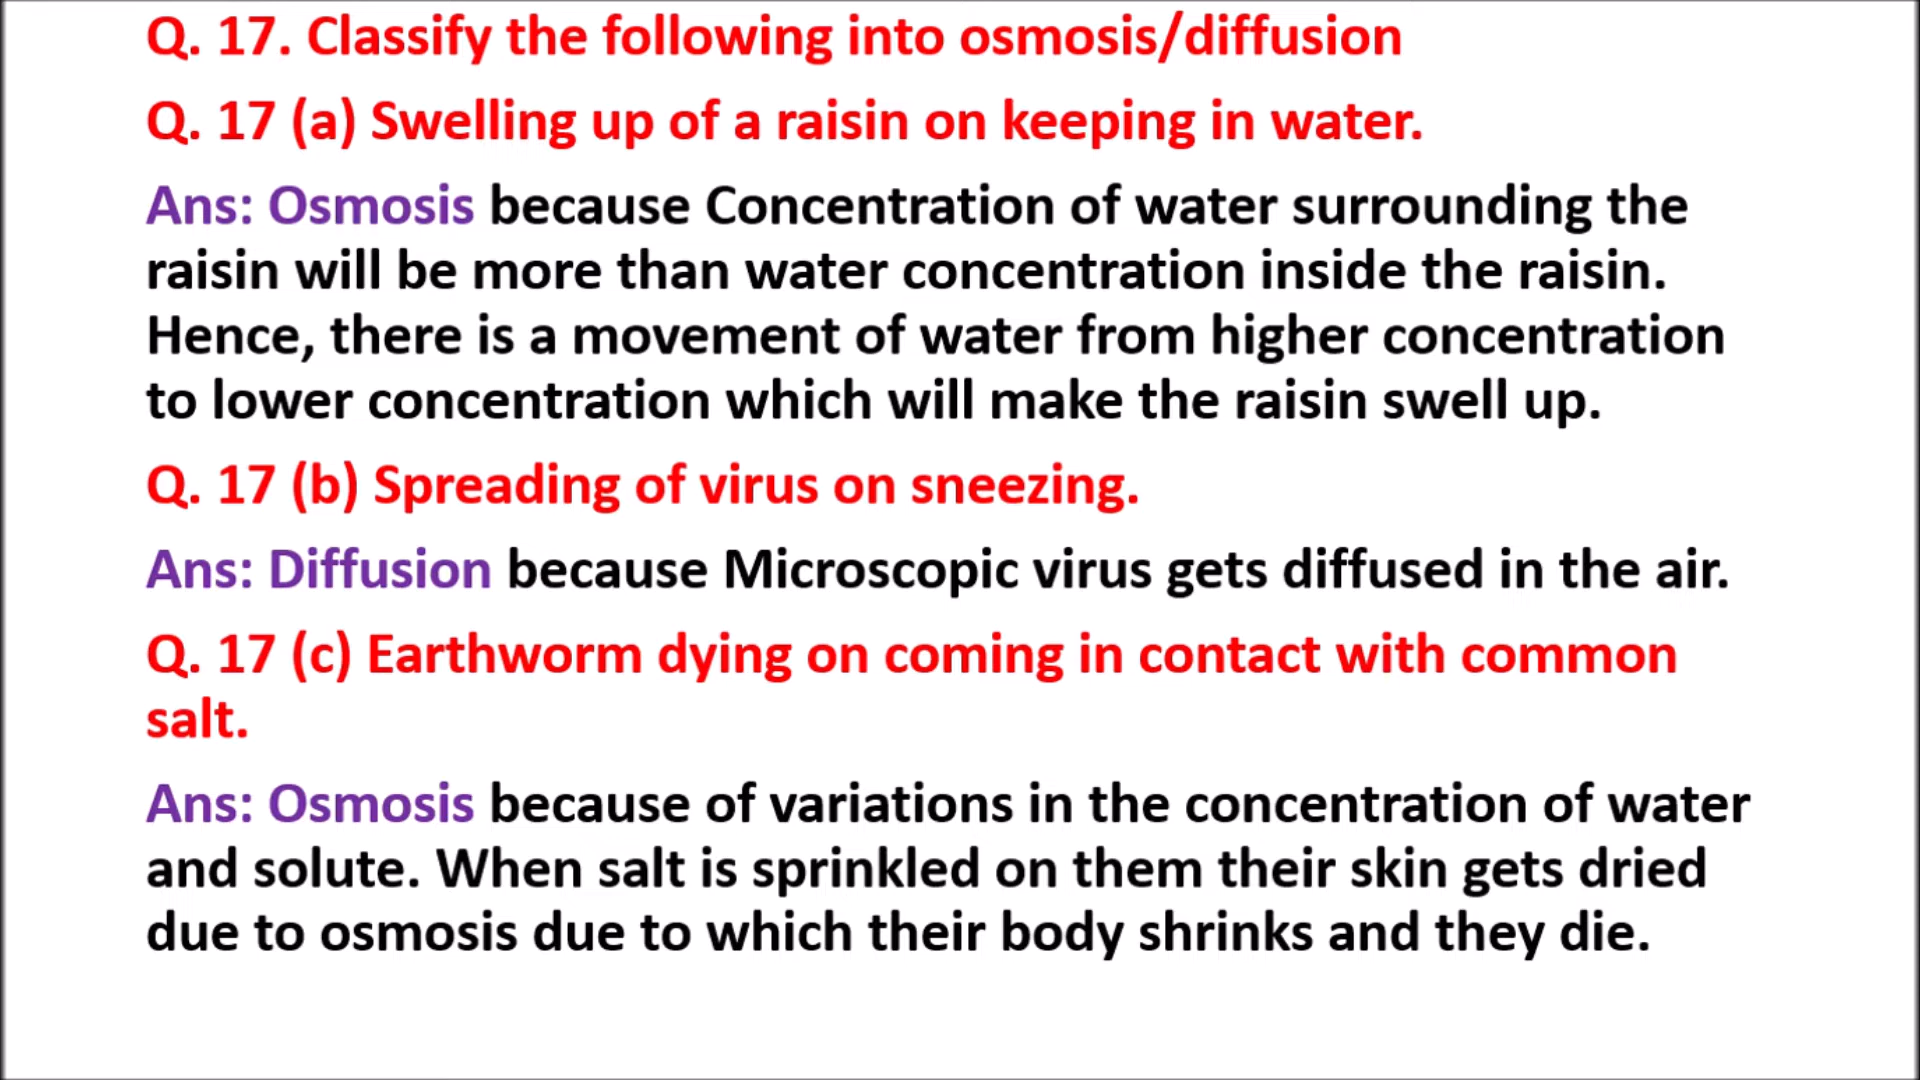 Q. 17. Classify the following into osmosis/diffusion
Q. 17 (a) Swelling up of a raisin on keeping in water.
Ans: Osmosis because Concentration of water surrounding the
raisin will be more than water concentration inside the raisin.
Hence, there is a movement of water from higher concentration
to lower concentration which will make the raisin swell up.
Q. 17 (b) Spreading of virus on sneezing.
Ans: Diffusion because Microscopic virus gets diffused in the air.
Q. 17 (c) Earthworm dying on coming in contact with common
salt.
Ans: Osmosis because of variations in the concentration of water
and solute. When salt is sprinkled on them their skin gets dried
due to osmosis due to which their body shrinks and they die.